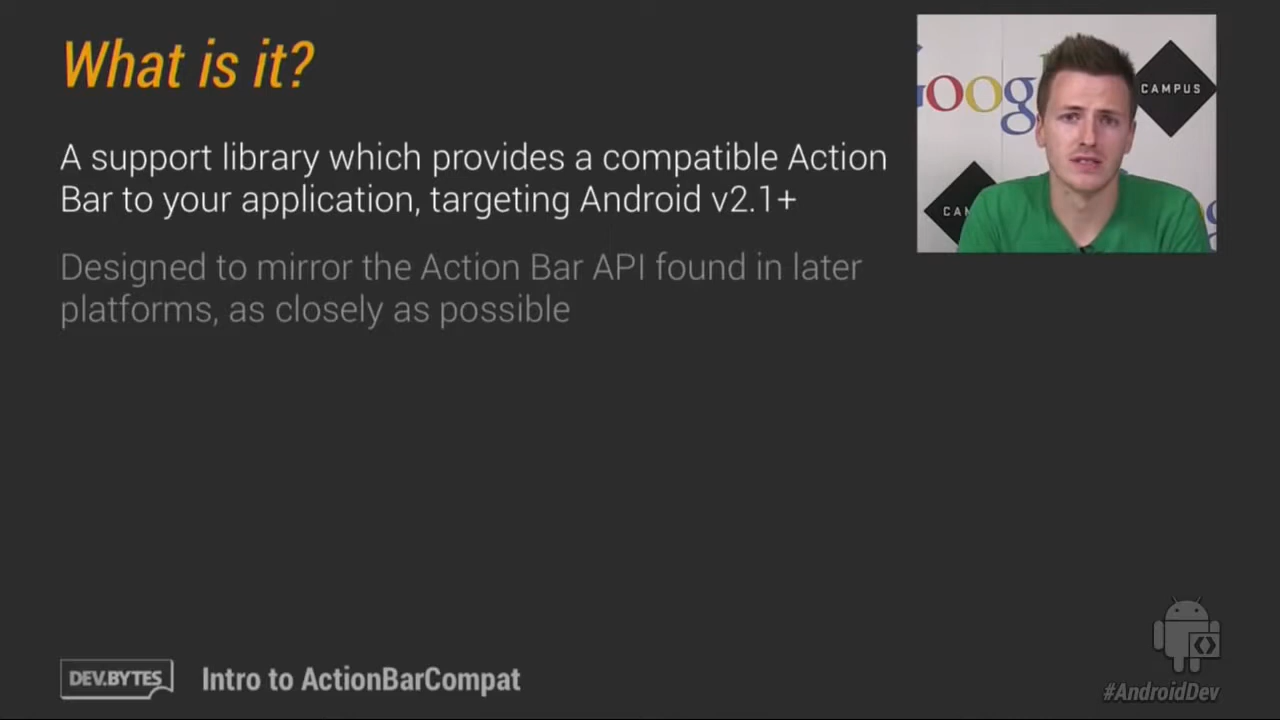 What is it?
A support library which provides a compatible Action
Bar to your application, targeting Android v2.1+
Designed to mirror the Action Bar API found in later
platforms, as closely as possible
Goog
CAMPUS
CAM
DEV.BYTES
Intro to ActionBarCompat
#AndroidDev